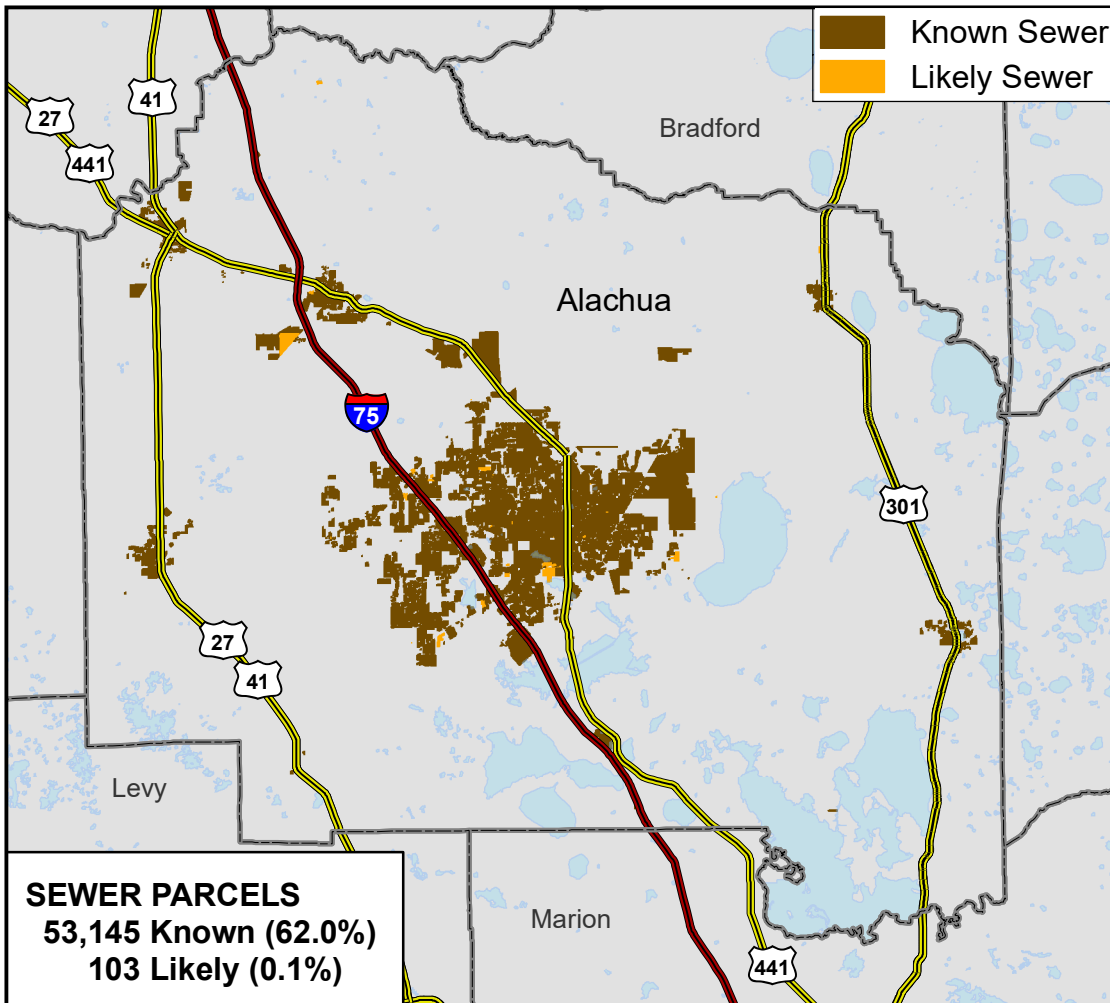 Known Sewer
Likely Sewer
41
27
441
Bradford
Alachua
75
301
27
41
Levy
SEWER PARCELS
53,145 Known (62.0%)
103 Likely (0.1%)
Marion
441